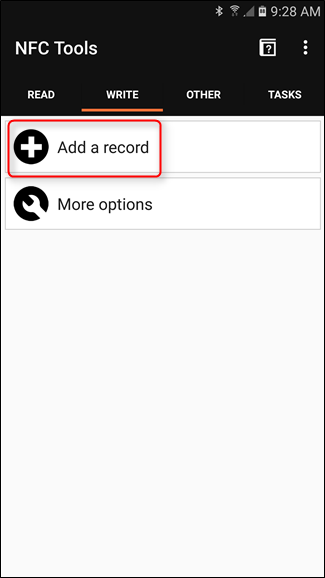 9:28 AM
NFC Tools
READ WRITE OTHER TASKS
Add a record
More options